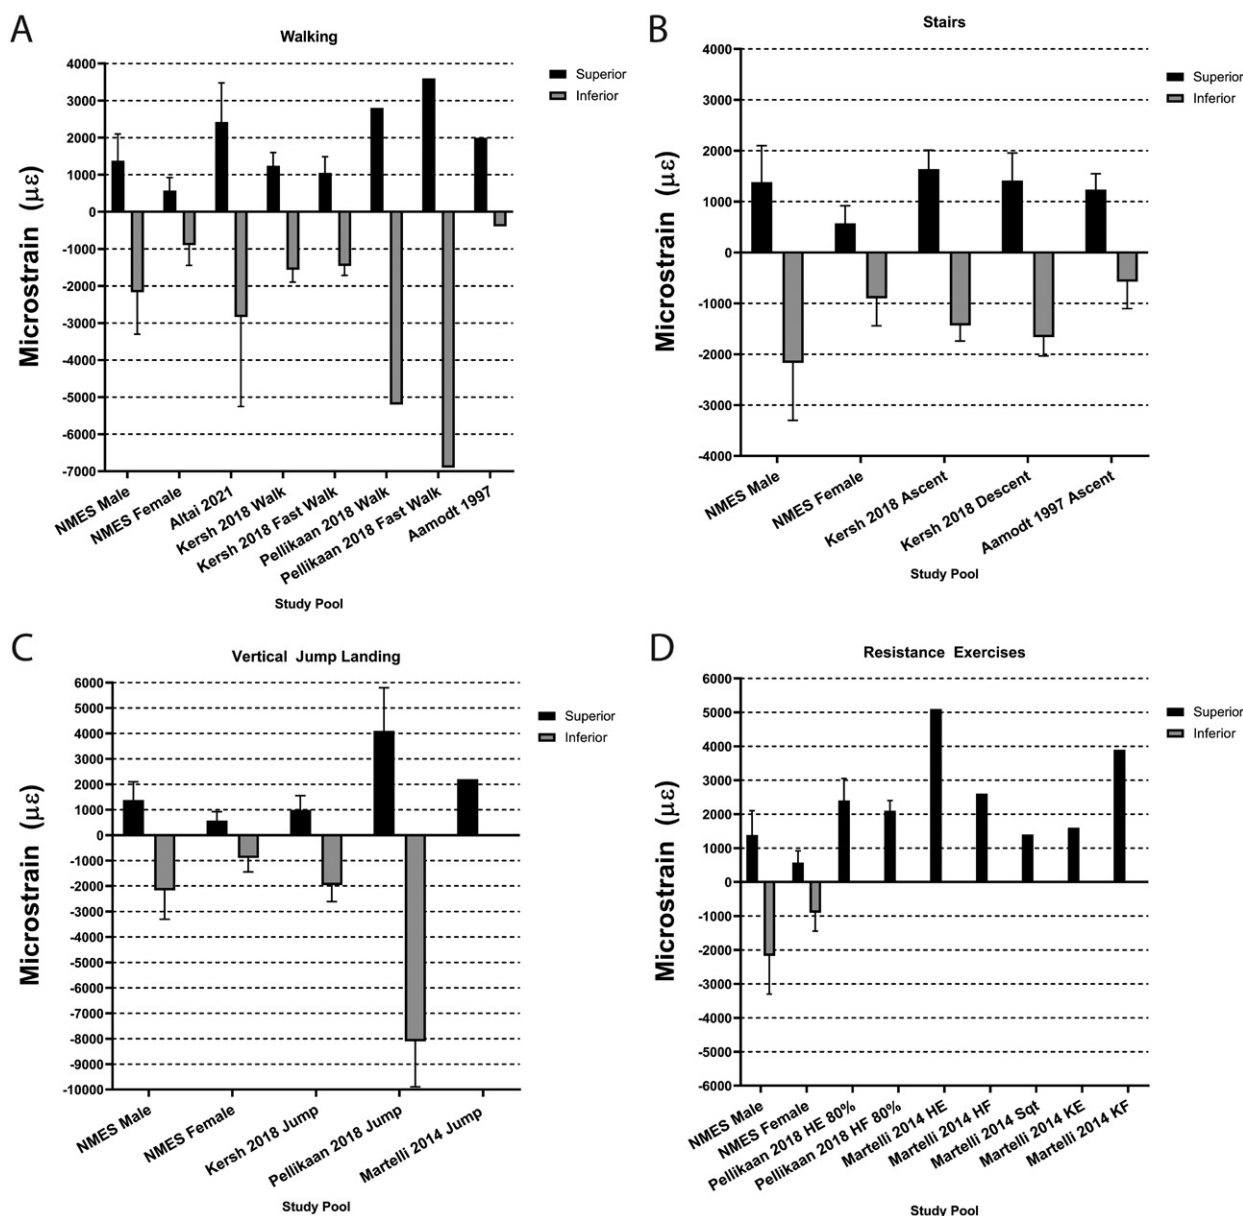 A
Walking
4000
3000
2000
1000
0
-1000
-2000
-3000
-4000
-5000
-6000
-7000
Microstrain (με)
Superior
Inferior
NMES Male
NMES Female
Altai 2021
Kersh 2018 Walk
Kersh 2018 Fast Walk
Pellikaan 2018 Walk
Pellikaan 2018 Fast Walk
Aamodt 1997
Study Pool
B
Stairs
4000
3000
2000
1000
0
-1000
-2000
-3000
-4000
Microstrain (με)
Superior
Inferior
NMES Male
NMES Female
Kersh 2018 Ascent
Kersh 2018 Descent
Aamodt 1997 Ascent
Study Pool
C
Vertical Jump Landing
6000
5000
4000
3000
2000
1000
0
-1000
-2000
-3000
-4000
-5000
-6000
-7000
-8000
-9000
-10000
Microstrain (με)
Superior
Inferior
NMES Male
NMES Female
Kersh 2018 Jump
Pellikaan 2018 Jump
Martelli 2014 Jump
Study Pool
D
Resistance Exercises
6000
5000
4000
3000
2000
1000
0
-1000
-2000
-3000
-4000
-5000
-6000
Microstrain (με)
Superior
Inferior
NMES Male
NMES Female
Pellikaan 2018 HE 80%
Pellikaan 2018 HF 80%
Martelli 2014 HE
Martelli 2014 HF
Martelli 2014 Sqt
Martelli 2014 KE
Martelli 2014 KF
Study Pool